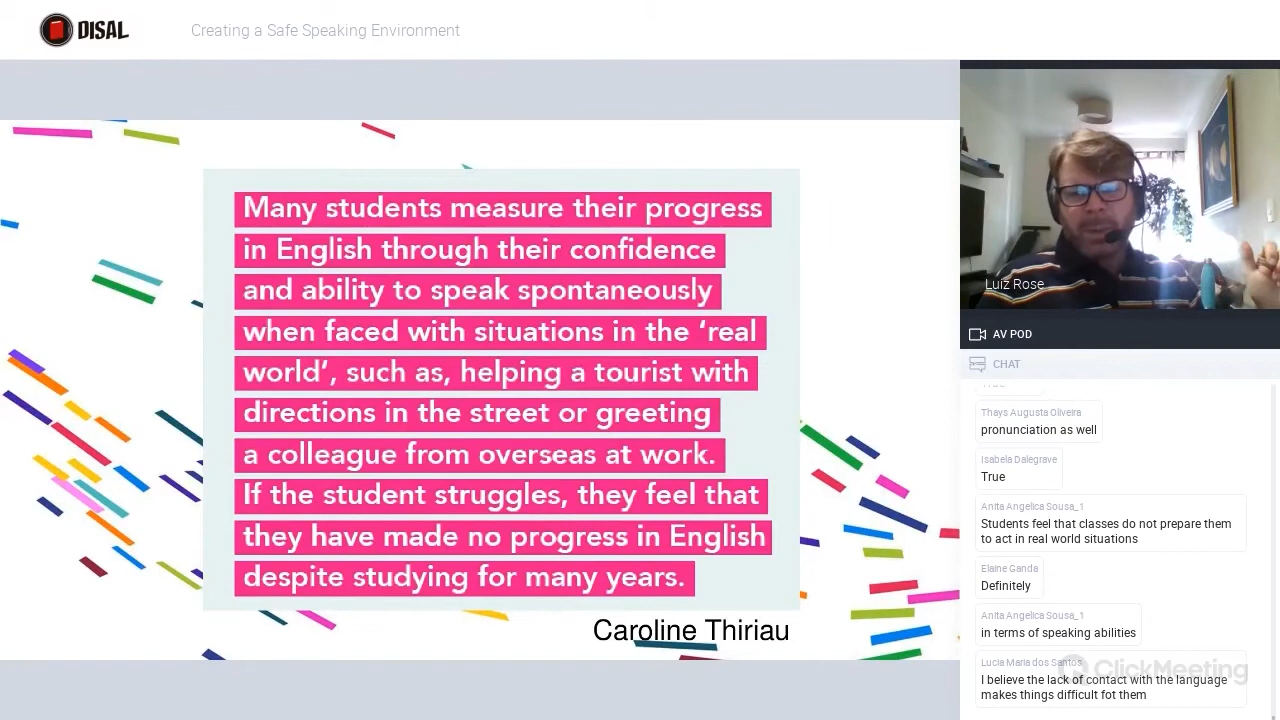 DISAL
Creating a Safe Speaking Environment
Many students measure their progress
in English through their confidence
and ability to speak spontaneously
when faced with situations in the ‘real
world’, such as, helping a tourist with
directions in the street or greeting
a colleague from overseas at work.
If the student struggles, they feel that
they have made no progress in English
despite studying for many years.
Caroline Thiriau
Luiz Rose
AV POD
CHAT
True
Thays Augusta Oliveira
pronunciation as well
Isabela Dalegrave
True
Anita Angelica Sousa_1
Students feel that classes do not prepare them
to act in real world situations
Elaine Ganda
Definitely
Anita Angelica Sousa_1
in terms of speaking abilities
Lucia Maria dos Santos
I believe the lack of contact with the language
makes things difficult fot them
ClickMeeting